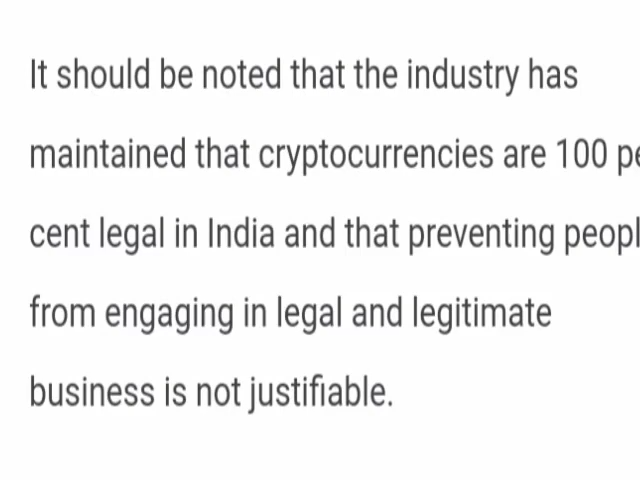 It should be noted that the industry has
maintained that cryptocurrencies are 100 pe
cent legal in India and that preventing peopl
from engaging in legal and legitimate
business is not justifiable.